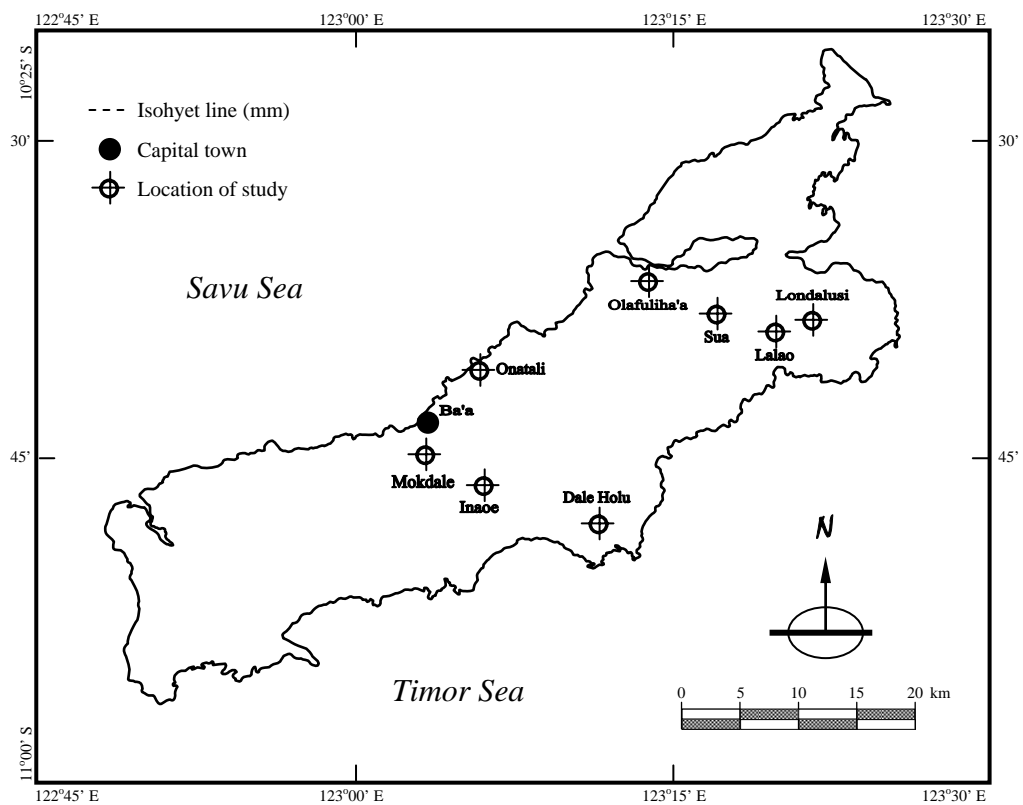 122°45' E 123°00' E 123°15' E 123°30' E
10°25' S
30' 30'
--- Isohyet line (mm)
Capital town
Location of study
Savu Sea
Olafuliha'a
Londalusi
Sua
Lalao
Onatali
Ba'a
45' 45'
Mokdale
Inaoe
Dale Holu
N
Timor Sea
0 5 10 15 20 km
11°00' S
122°45' E 123°00' E 123°15' E 123°30' E